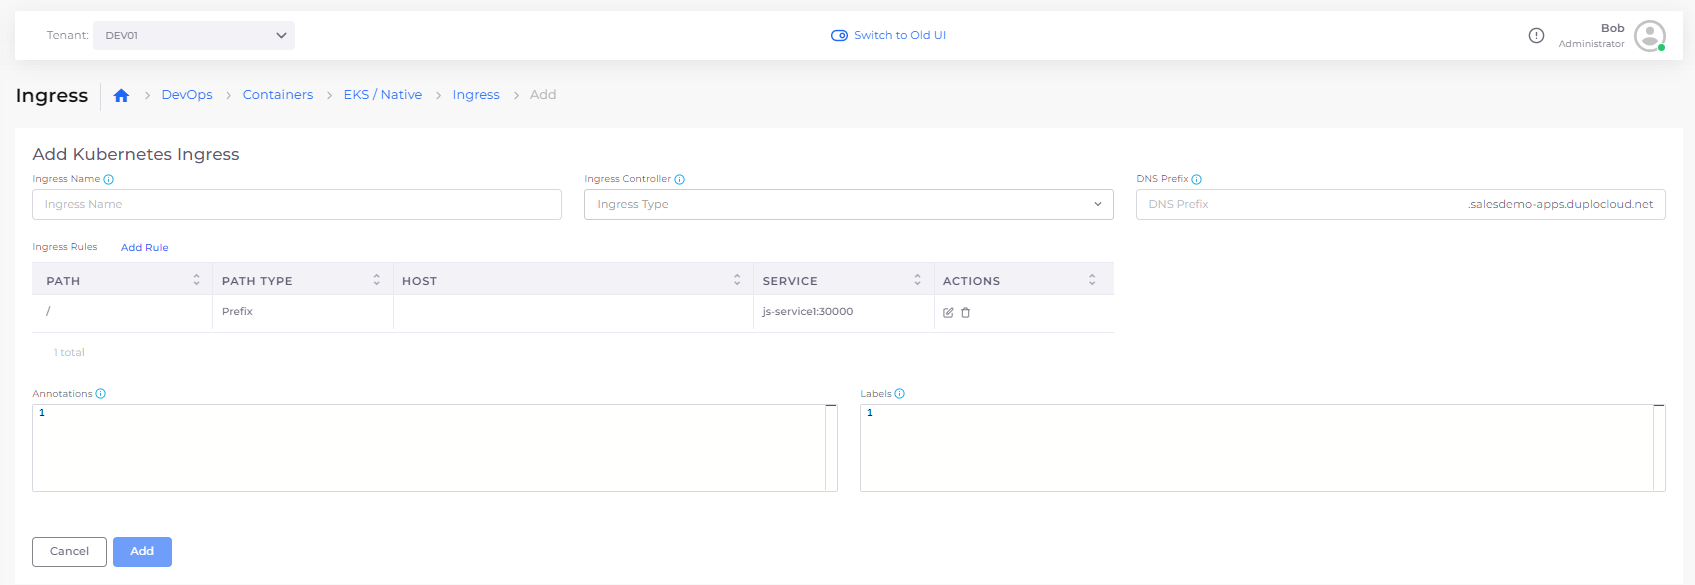 Tenant: DEV01 Switch to Old UI Bob
Administrator
Ingress DevOps Containers EKS / Native Ingress Add
Add Kubernetes Ingress
Ingress Name Ingress Controller DNS Prefix
Ingress Name Ingress Type DNS Prefix .salesdemo-apps.duplocloud.net
Ingress Rules Add Rule
PATH PATH TYPE HOST SERVICE ACTIONS
/ Prefix js-service1:30000
1 total
Annotations Labels
1 1
Cancel Add